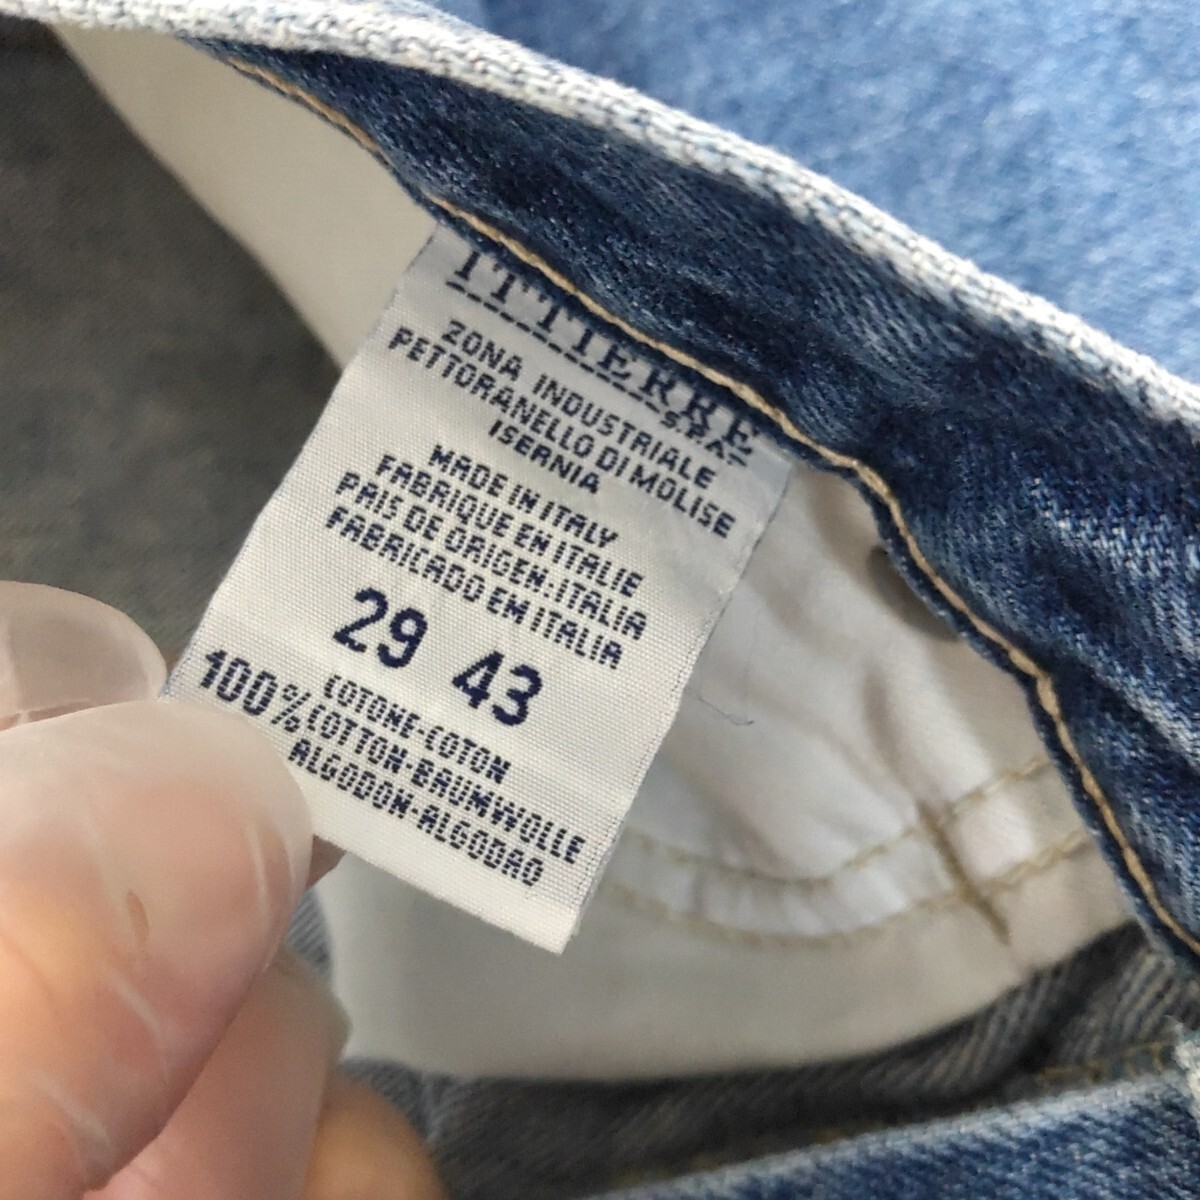 ITTIERRE
S.P.A.
ZONA INDUSTRIALE
PETTORANELLO DI MOLISE
ISERNIA
MADE IN ITALY
FABRIQUE EN ITALIE
PAIS DE ORIGEN:ITALIA
FABRICADO EM ITALIA
29 43
COTONE-COTON
100% COTTON-BAUMWOLLE
ALGODON-ALGODAO